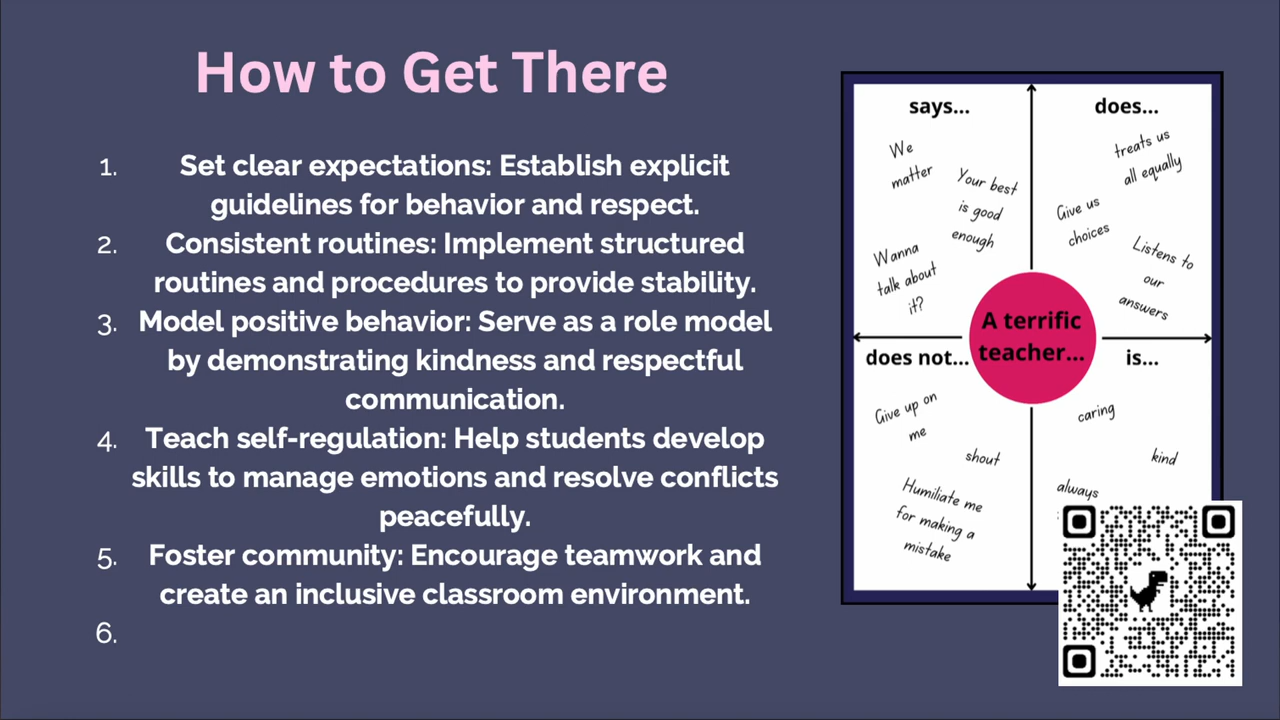 How to Get There
1. Set clear expectations: Establish explicit
guidelines for behavior and respect.
2. Consistent routines: Implement structured
routines and procedures to provide stability.
3. Model positive behavior: Serve as a role model
by demonstrating kindness and respectful
communication.
4. Teach self-regulation: Help students develop
skills to manage emotions and resolve conflicts
peacefully.
5. Foster community: Encourage teamwork and
create an inclusive classroom environment.
6.
says...
We
matter
Your best
is good
enough
Wanna
talk about
it?
does...
treats us
all equally
Give us
choices
Listens to
our
answers
A terrific
teacher...
does not...
Give up on
me
shout
Humiliate me
for making a
mistake
is...
caring
kind
always